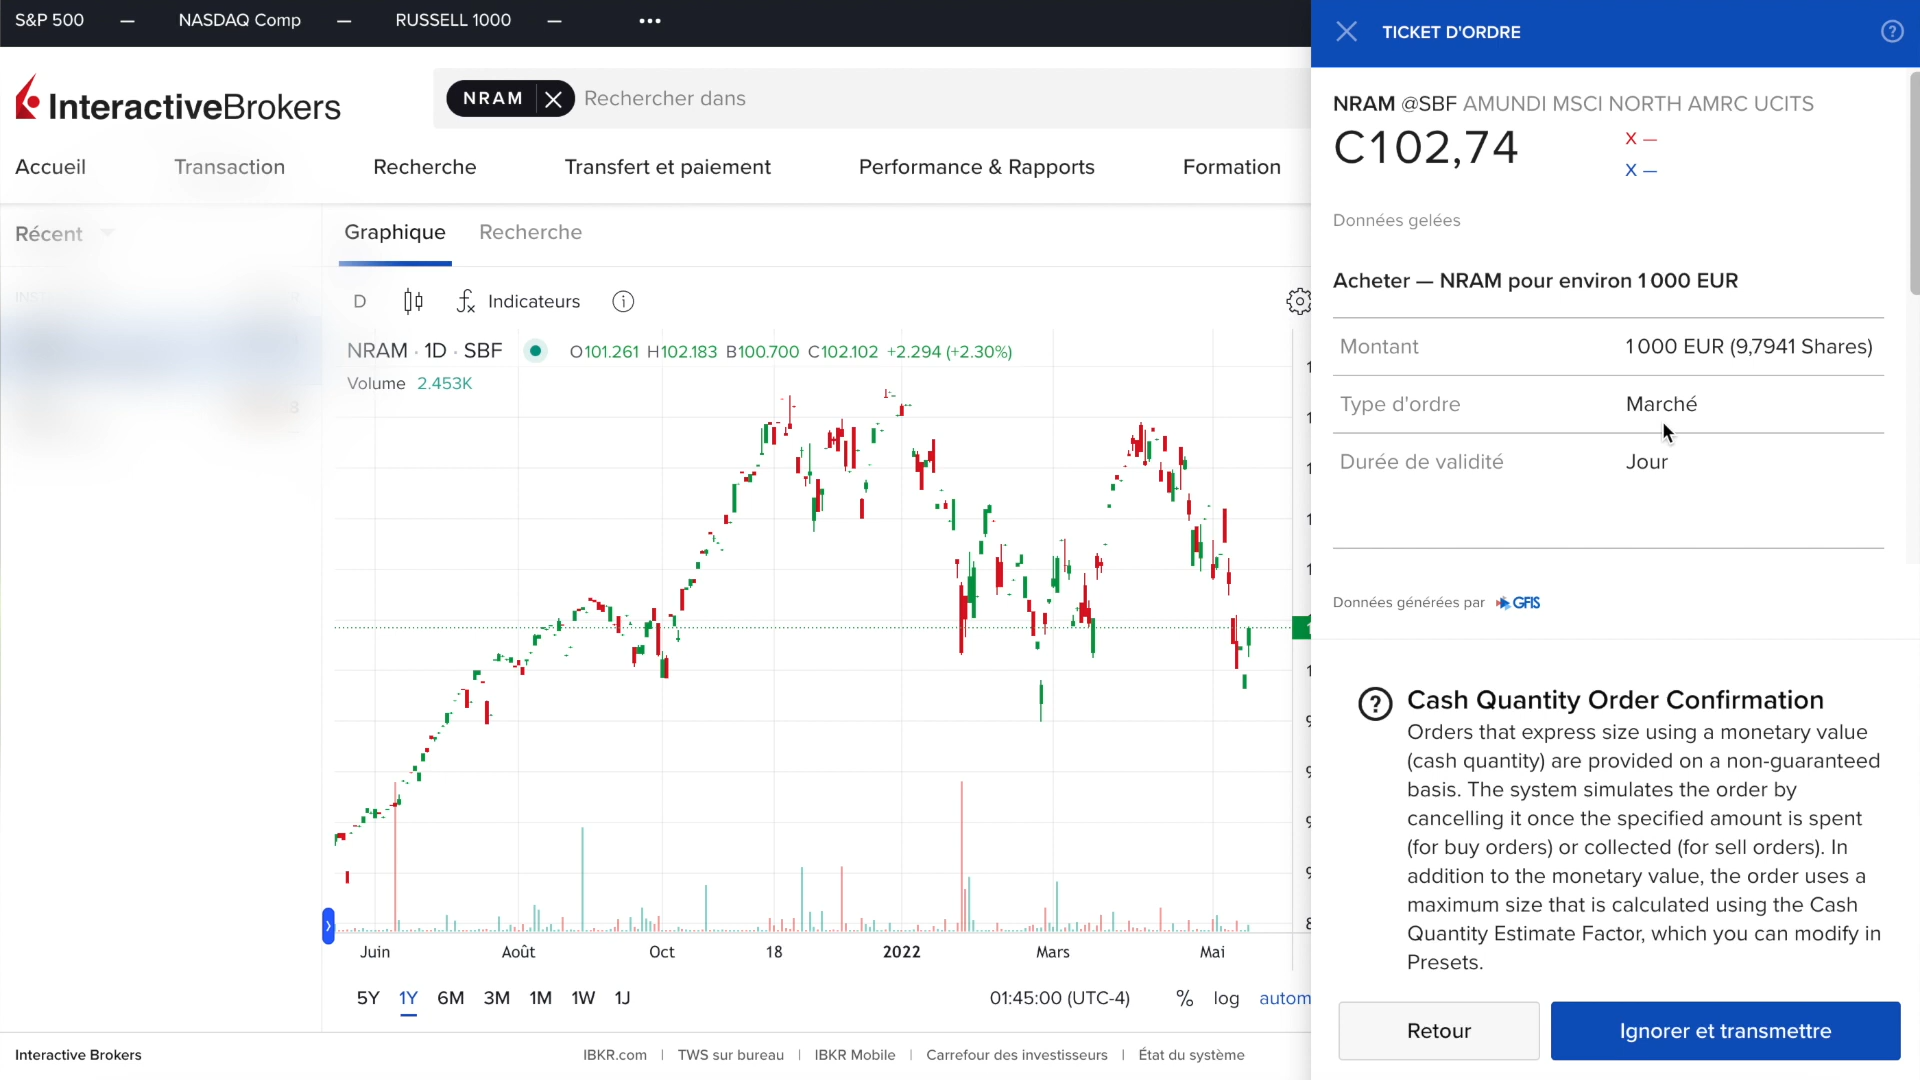 S&P 500 — NASDAQ Comp — RUSSELL 1000 — •••
InteractiveBrokers
NRAM Rechercher dans
Accueil Transaction Recherche Transfert et paiement Performance & Rapports Formation
Récent
Graphique Recherche
D Indicateurs
NRAM · 1D · SBF O101.261 H102.183 B100.700 C102.102 +2.294 (+2.30%)
Volume 2.453K
Juin Août Oct 18 2022 Mars Mai
5Y 1Y 6M 3M 1M 1W 1J 01:45:00 (UTC-4) % log autom
Interactive Brokers IBKR.com | TWS sur bureau | IBKR Mobile | Carrefour des investisseurs | État du système
TICKET D'ORDRE
NRAM @SBF AMUNDI MSCI NORTH AMRC UCITS
C102,74
X —
X —
Données gelées
Acheter — NRAM pour environ 1 000 EUR
Montant 1 000 EUR (9,7941 Shares)
Type d'ordre Marché
Durée de validité Jour
Données générées par GFIS
Cash Quantity Order Confirmation
Orders that express size using a monetary value
(cash quantity) are provided on a non-guaranteed
basis. The system simulates the order by
cancelling it once the specified amount is spent
(for buy orders) or collected (for sell orders). In
addition to the monetary value, the order uses a
maximum size that is calculated using the Cash
Quantity Estimate Factor, which you can modify in
Presets.
Retour Ignorer et transmettre